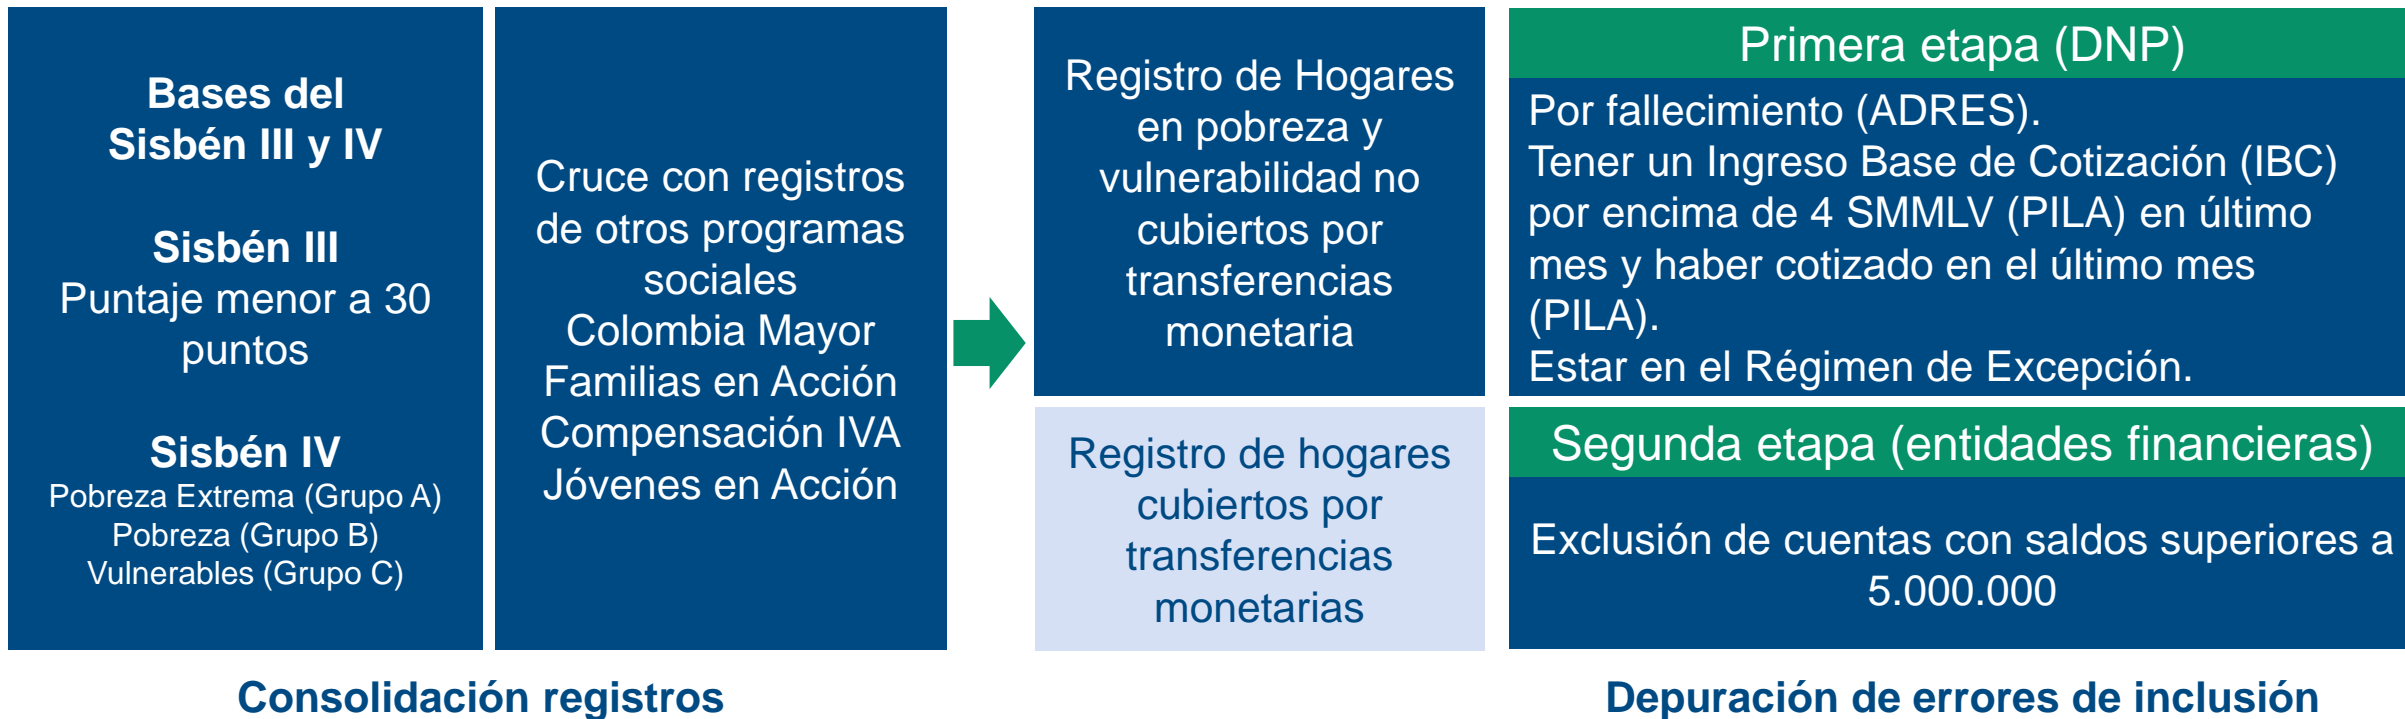 Bases del
Sisbén III y IV
Sisbén III
Puntaje menor a 30
puntos
Sisbén IV
Pobreza Extrema (Grupo A)
Pobreza (Grupo B)
Vulnerables (Grupo C)
Cruce con registros
de otros programas
sociales
Colombia Mayor
Familias en Acción
Compensación IVA
Jóvenes en Acción
Consolidación registros
Registro de Hogares
en pobreza y
vulnerabilidad no
cubiertos por
transferencias
monetaria
Registro de hogares
cubiertos por
transferencias
monetarias
Primera etapa (DNP)
Por fallecimiento (ADRES).
Tener un Ingreso Base de Cotización (IBC)
por encima de 4 SMMLV (PILA) en último
mes y haber cotizado en el último mes
(PILA).
Estar en el Régimen de Excepción.
Segunda etapa (entidades financieras)
Exclusión de cuentas con saldos superiores a
5.000.000
Depuración de errores de inclusión